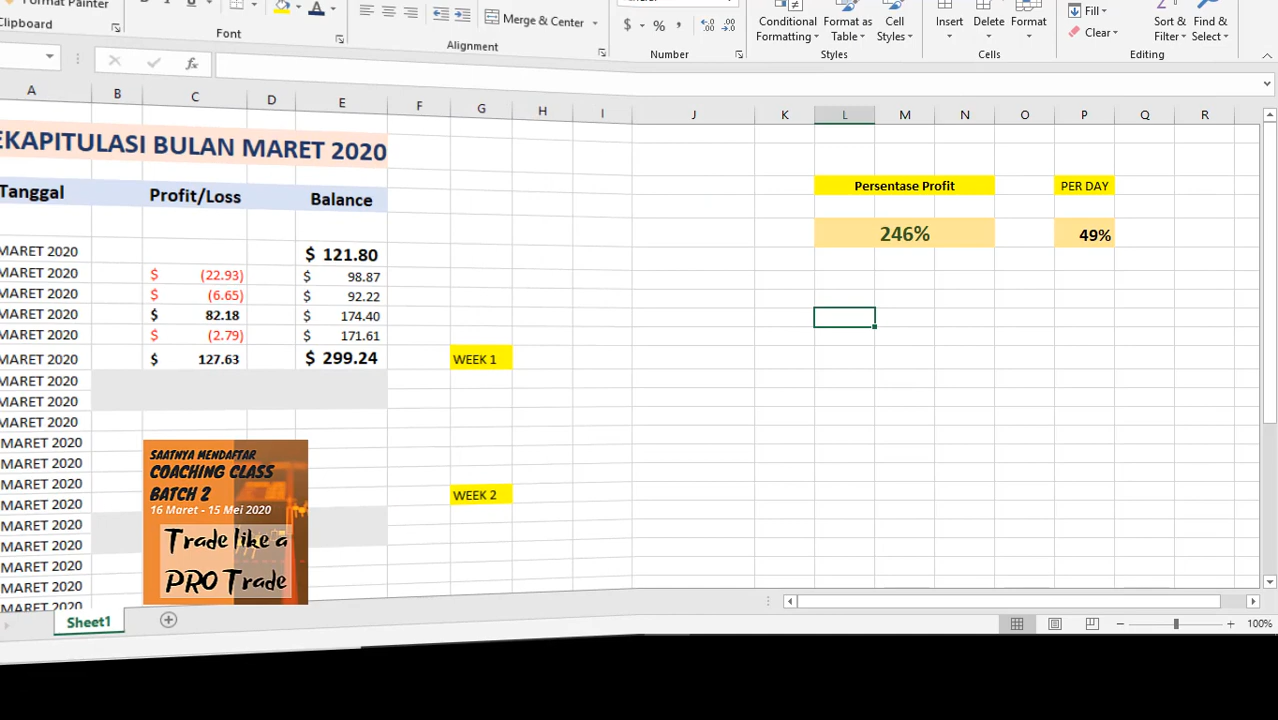 Format Painter
Clipboard
Font
Merge & Center
Alignment
$ % ,
Number
Conditional Formatting
Format as Table
Cell Styles
Styles
Insert
Delete
Format
Cells
Fill
Clear
Sort & Filter
Find & Select
Editing
fx
A B C D E F G H I J K L M N O P Q R
EKAPITULASI BULAN MARET 2020
Tanggal Profit/Loss Balance
Persentase Profit PER DAY
246% 49%
MARET 2020 $ 121.80
MARET 2020 $ (22.93) $ 98.87
MARET 2020 $ (6.65) $ 92.22
MARET 2020 $ 82.18 $ 174.40
MARET 2020 $ (2.79) $ 171.61
MARET 2020 $ 127.63 $ 299.24 WEEK 1
MARET 2020
MARET 2020
MARET 2020
MARET 2020
MARET 2020
MARET 2020
MARET 2020 WEEK 2
MARET 2020
MARET 2020
MARET 2020
MARET 2020
MARET 2020
SAATNYA MENDAFTAR
COACHING CLASS
BATCH 2
16 Maret - 15 Mei 2020
Trade like a
PRO Trade
Sheet1
100%